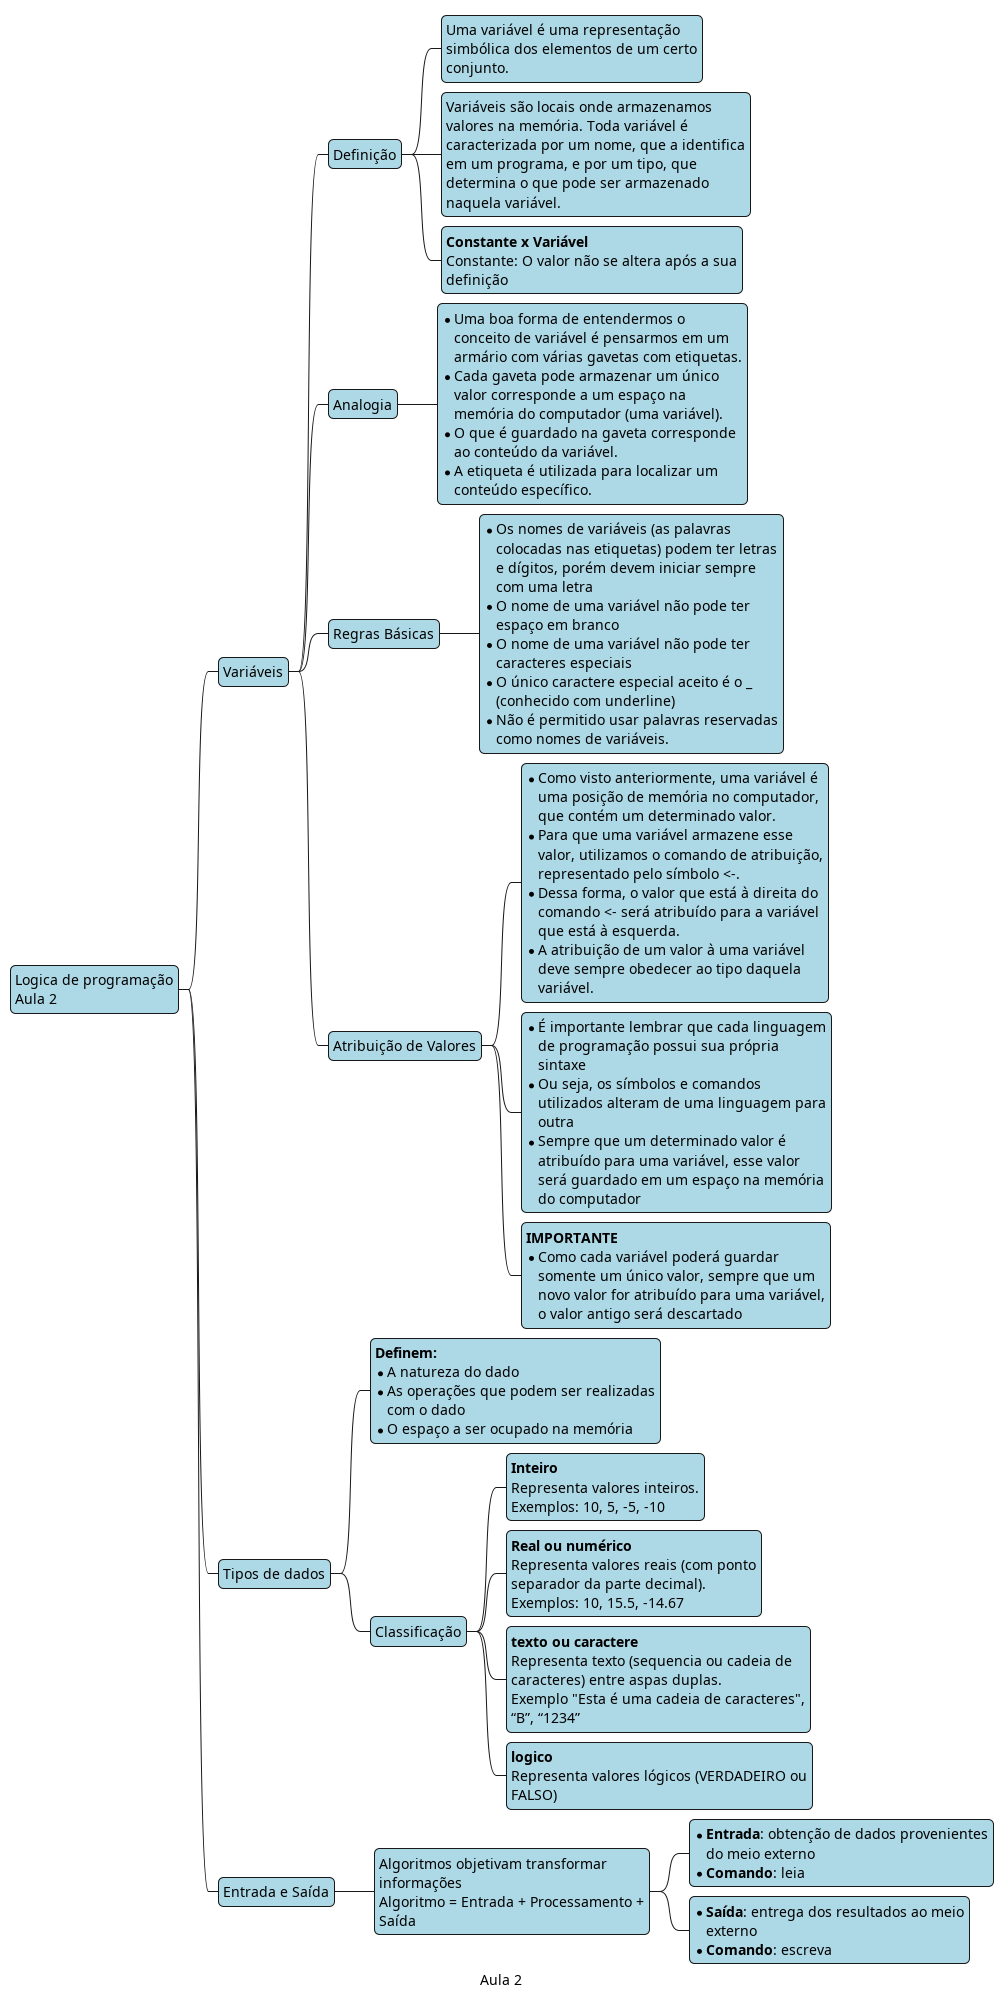 Uma variável é uma representação
simbólica dos elementos de um certo
conjunto.
Variáveis são locais onde armazenamos
valores na memória. Toda variável é
caracterizada por um nome, que a identifica
em um programa, e por um tipo, que
determina o que pode ser armazenado
naquela variável.
Definição
Constante x Variável
Constante: O valor não se altera após a sua
definição
• Uma boa forma de entendermos o
conceito de variável é pensarmos em um
armário com várias gavetas com etiquetas.
• Cada gaveta pode armazenar um único
valor corresponde a um espaço na
memória do computador (uma variável).
• O que é guardado na gaveta corresponde
ao conteúdo da variável.
• A etiqueta é utilizada para localizar um
conteúdo específico.
Analogia
• Os nomes de variáveis (as palavras
colocadas nas etiquetas) podem ter letras
e dígitos, porém devem iniciar sempre
com uma letra
• O nome de uma variável não pode ter
espaço em branco
• O nome de uma variável não pode ter
caracteres especiais
• O único caractere especial aceito é o _
(conhecido com underline)
• Não é permitido usar palavras reservadas
como nomes de variáveis.
Regras Básicas
Variáveis
• Como visto anteriormente, uma variável é
uma posição de memória no computador,
que contém um determinado valor.
• Para que uma variável armazene esse
valor, utilizamos o comando de atribuição,
representado pelo símbolo <-.
• Dessa forma, o valor que está à direita do
comando <- será atribuído para a variável
que está à esquerda.
• A atribuição de um valor à uma variável
deve sempre obedecer ao tipo daquela
variável.
Logica de programação
Aula 2
Atribuição de Valores
• É importante lembrar que cada linguagem
de programação possui sua própria
sintaxe
• Ou seja, os símbolos e comandos
utilizados alteram de uma linguagem para
outra
• Sempre que um determinado valor é
atribuído para uma variável, esse valor
será guardado em um espaço na memória
do computador
IMPORTANTE
• Como cada variável poderá guardar
somente um único valor, sempre que um
novo valor for atribuído para uma variável,
o valor antigo será descartado
Definem:
• A natureza do dado
• As operações que podem ser realizadas
com o dado
• O espaço a ser ocupado na memória
Tipos de dados
Inteiro
Representa valores inteiros.
Exemplos: 10, 5, -5, -10
Real ou numérico
Representa valores reais (com ponto
separador da parte decimal).
Exemplos: 10, 15.5, -14.67
Classificação
texto ou caractere
Representa texto (sequencia ou cadeia de
caracteres) entre aspas duplas.
Exemplo "Esta é uma cadeia de caracteres",
“B”, “1234”
logico
Representa valores lógicos (VERDADEIRO ou
FALSO)
Entrada e Saída
Algoritmos objetivam transformar
informações
Algoritmo = Entrada + Processamento +
Saída
• Entrada: obtenção de dados provenientes
do meio externo
• Comando: leia
• Saída: entrega dos resultados ao meio
externo
• Comando: escreva
Aula 2